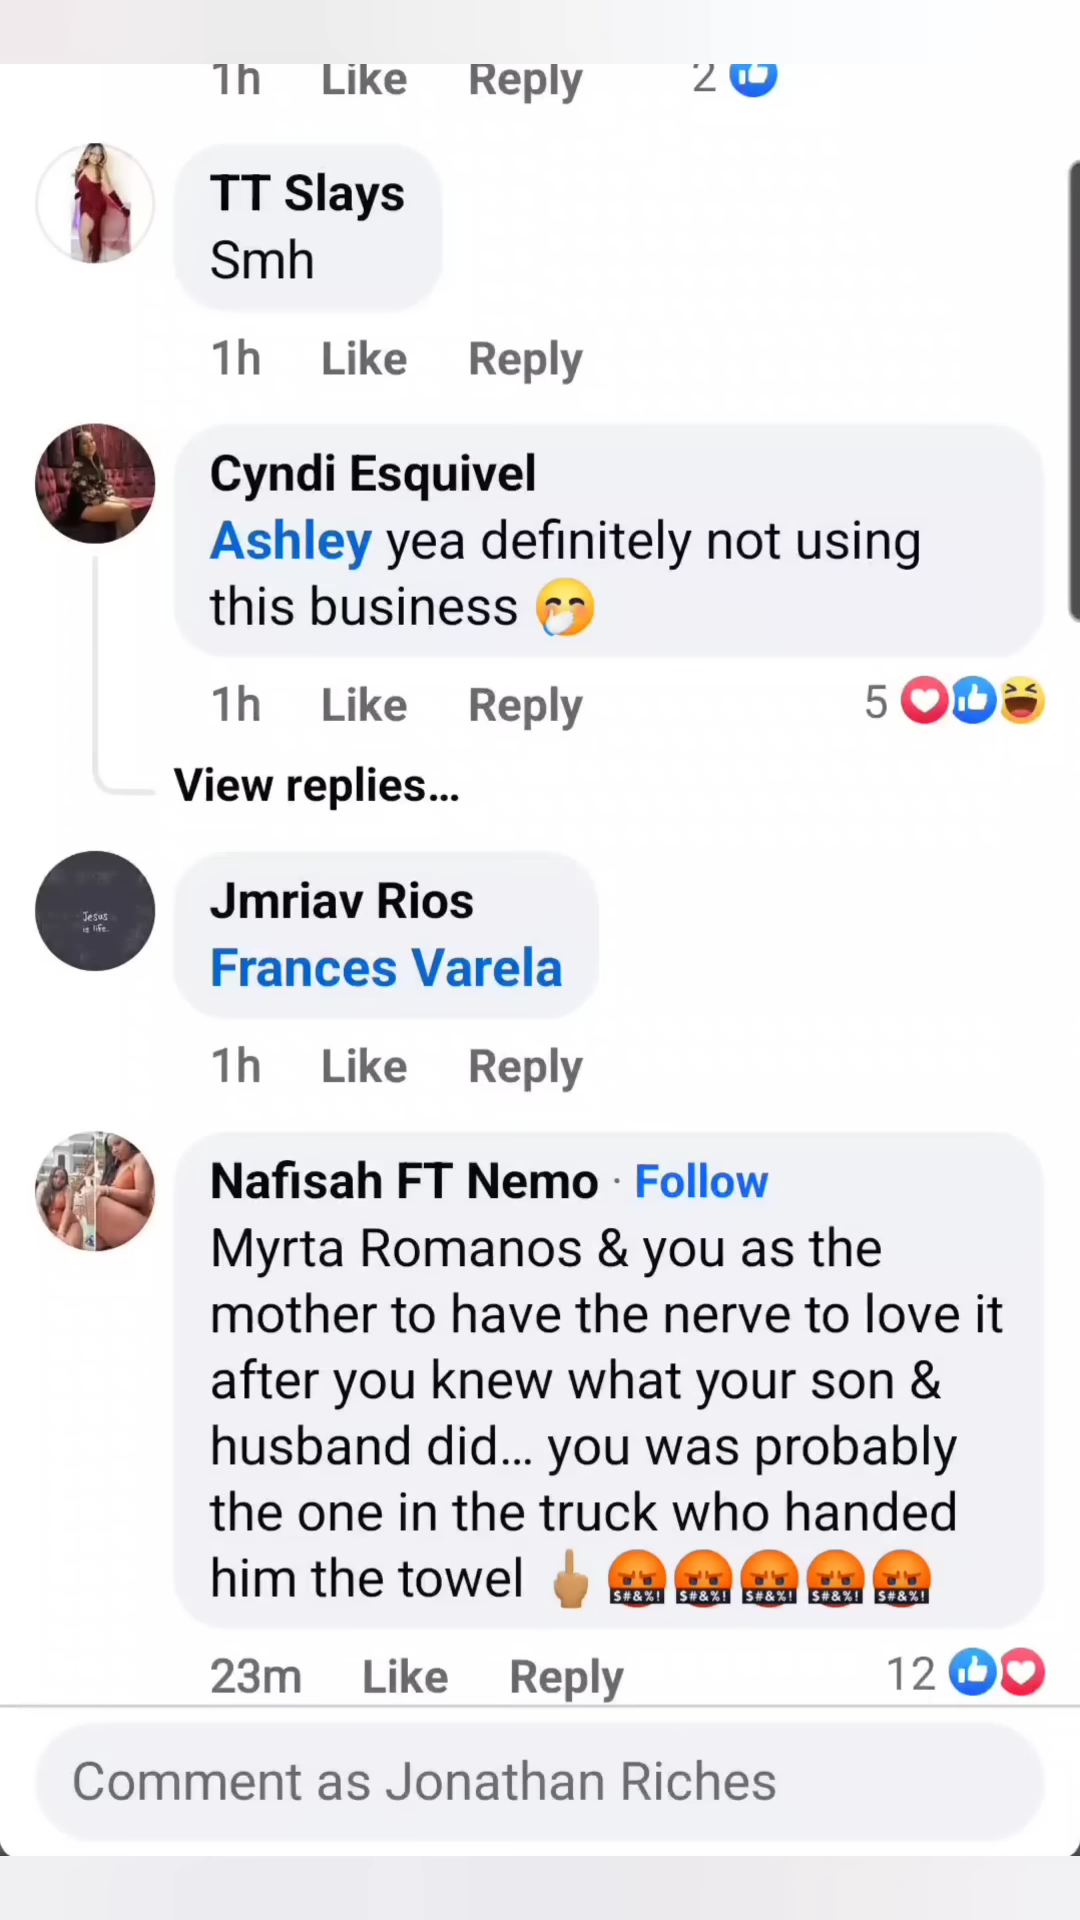 1h Like Reply 2
TT Slays
Smh
1h Like Reply
Cyndi Esquivel
Ashley yea definitely not using
this business 🤭
1h Like Reply 5
View replies...
Jesus
is life.
Jmriav Rios
Frances Varela
1h Like Reply
Nafisah FT Nemo · Follow
Myrta Romanos & you as the
mother to have the nerve to love it
after you knew what your son &
husband did... you was probably
the one in the truck who handed
him the towel 🖕🏽🤬🤬🤬🤬🤬
23m Like Reply 12
Comment as Jonathan Riches